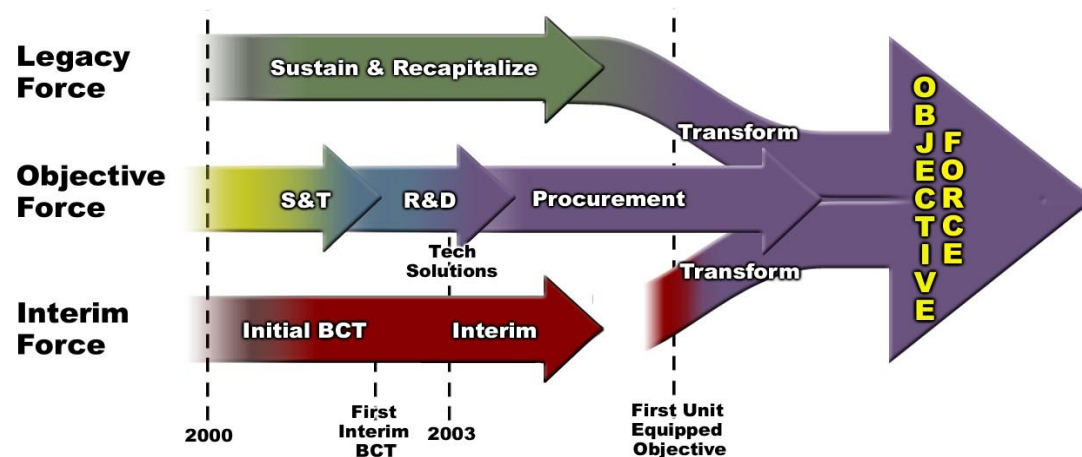 Legacy
Force
Sustain & Recapitalize
Transform
Objective
Force
S&T
R&D
Procurement
Tech
Solutions
Transform
Interim
Force
Initial BCT
Interim
OBJECTIVE
FORCE
2000
First
Interim
BCT
2003
First Unit
Equipped
Objective